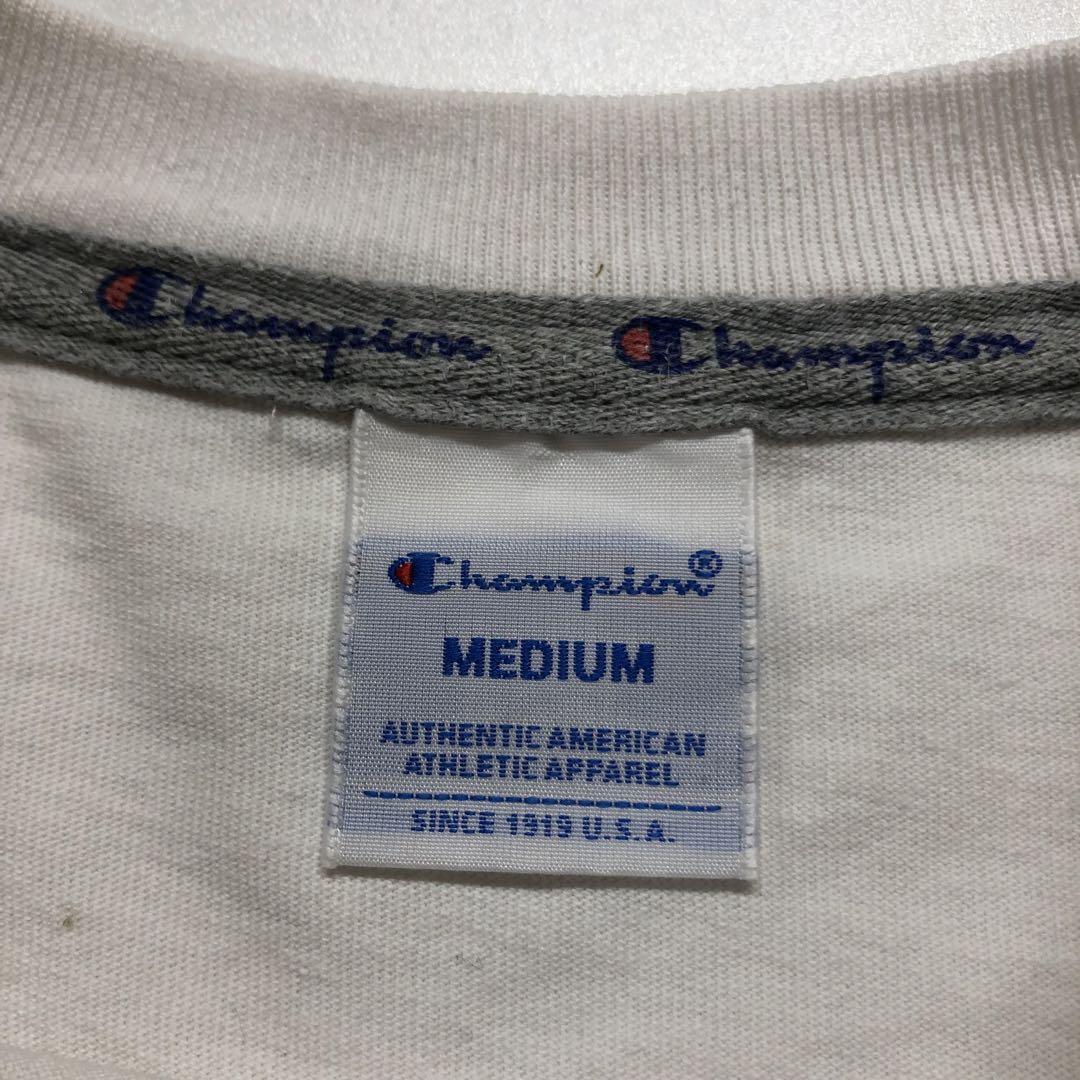 Champion Champion
Champion®
MEDIUM
AUTHENTIC AMERICAN
ATHLETIC APPAREL
SINCE 1919 U.S.A.